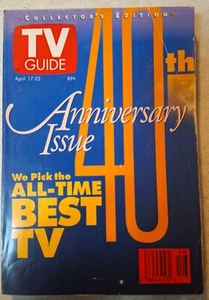 COLLECTOR'S EDITION
TV
GUIDE
April 17-23 89¢
40th
Anniversary
Issue
We Pick the
ALL-TIME
BEST
TV